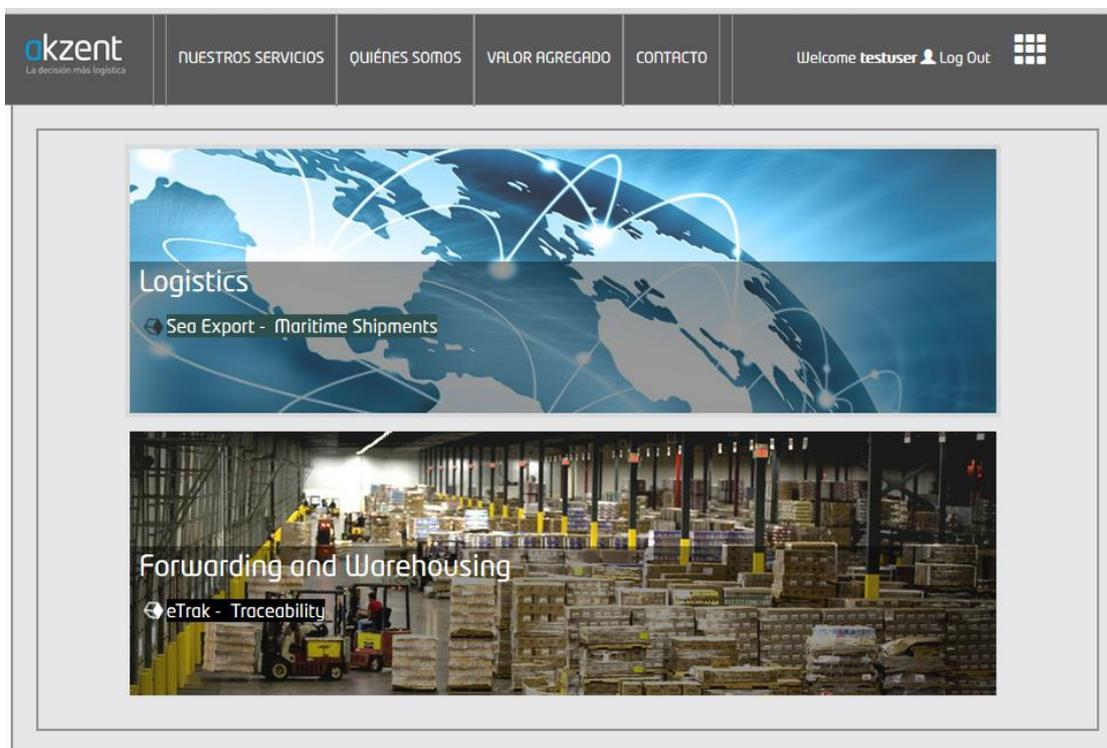 akzent
La decisión más logística
NUESTROS SERVICIOS
QUIÉNES SOMOS
VALOR AGREGADO
CONTACTO
Welcome testuser Log Out
Logistics
Sea Export - Maritime Shipments
Forwarding and Warehousing
eTrak - Traceability